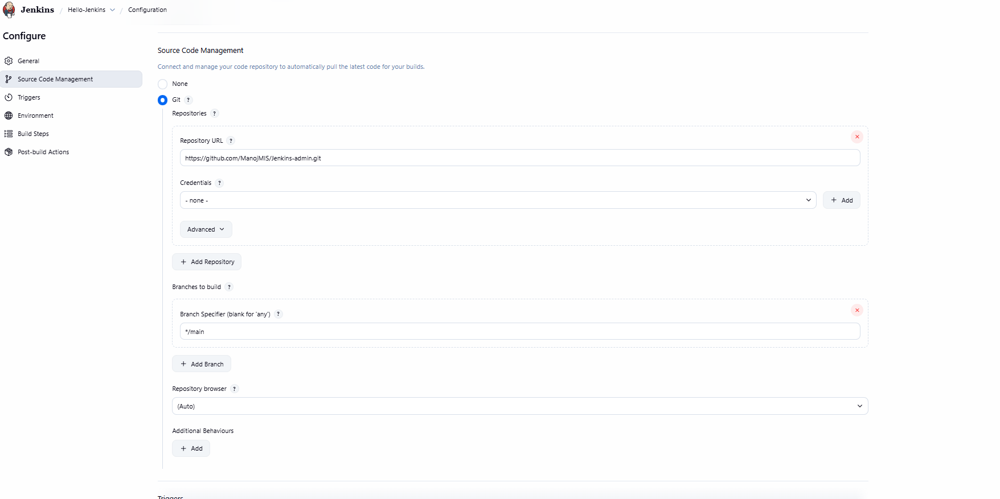 Jenkins / Hello-Jenkins / Configuration
Configure
General
Source Code Management
Triggers
Environment
Build Steps
Post-build Actions
Source Code Management
Connect and manage your code repository to automatically pull the latest code for your builds.
None
Git ?
Repositories ?
Repository URL ?
https://github.com/ManojMIS/Jenkins-admin.git
Credentials ?
- none -
+ Add
Advanced
+ Add Repository
Branches to build ?
Branch Specifier (blank for 'any') ?
*/main
+ Add Branch
Repository browser ?
(Auto)
Additional Behaviours
+ Add
Triggers